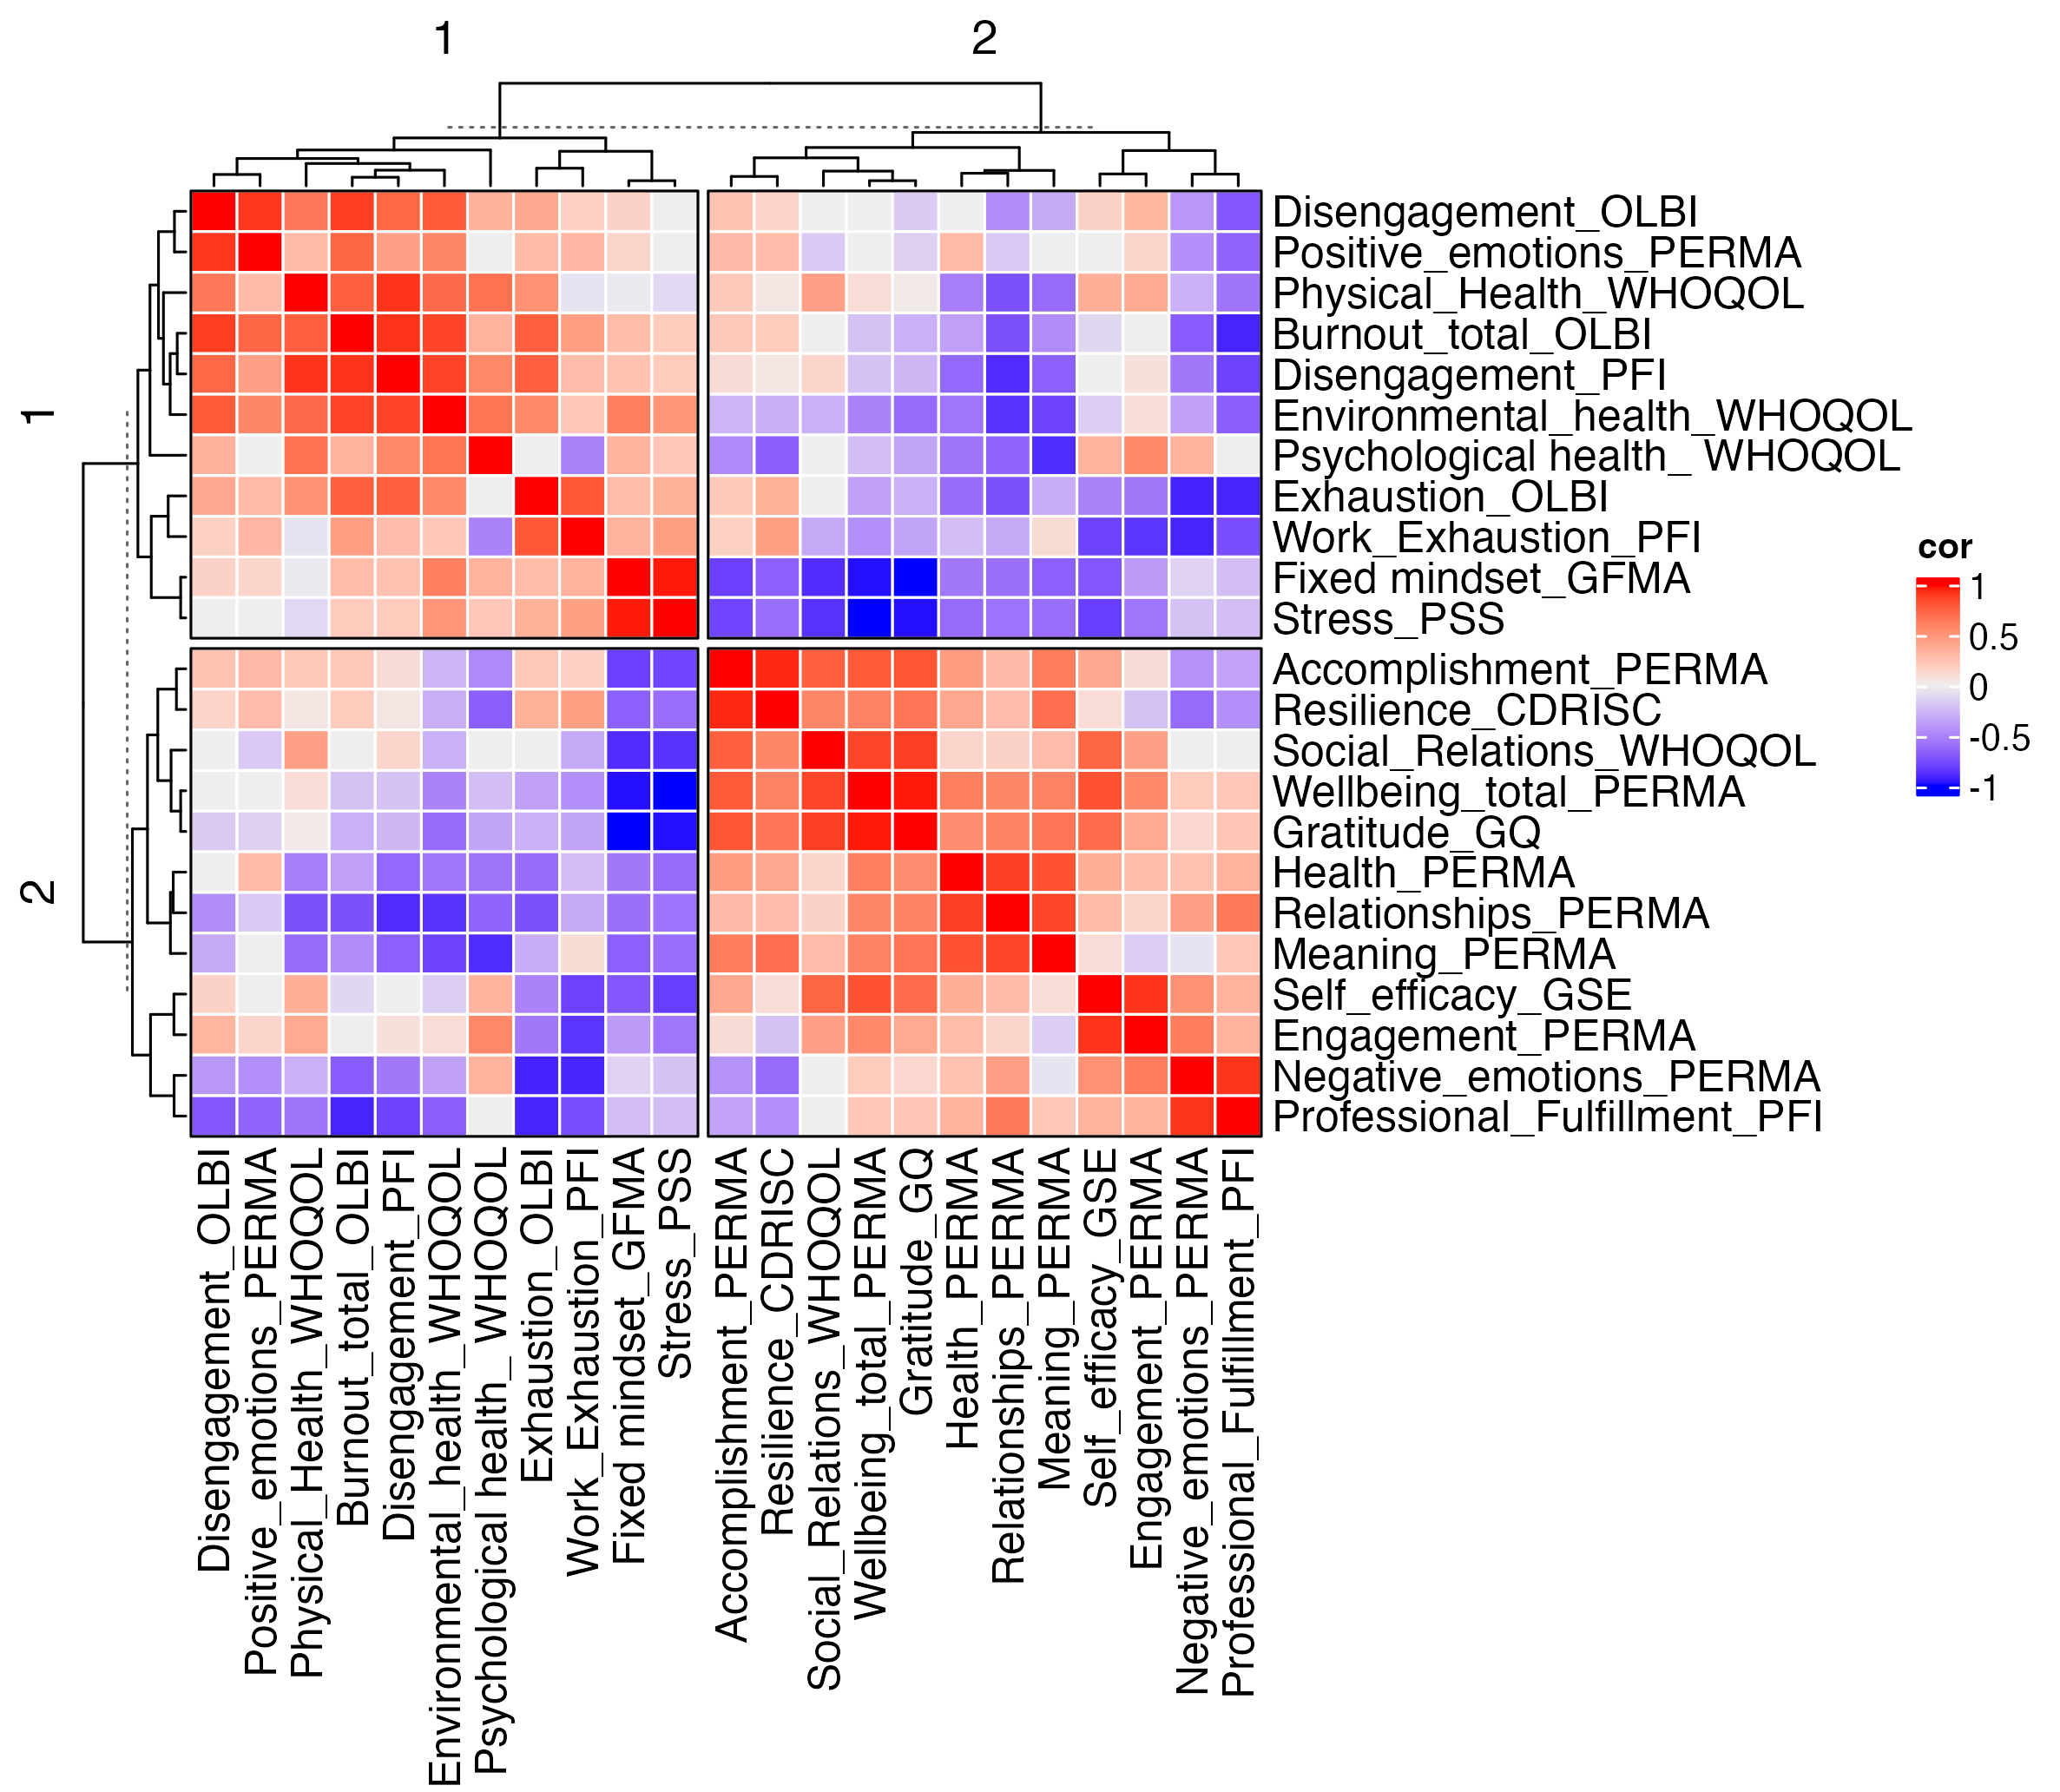 1
2
1
2
Disengagement_OLBI
Positive_emotions_PERMA
Physical_Health_WHOQOL
Burnout_total_OLBI
Disengagement_PFI
Environmental_health_WHOQOL
Psychological health_ WHOQOL
Exhaustion_OLBI
Work_Exhaustion_PFI
Fixed mindset_GFMA
Stress_PSS
Accomplishment_PERMA
Resilience_CDRISC
Social_Relations_WHOQOL
Wellbeing_total_PERMA
Gratitude_GQ
Health_PERMA
Relationships_PERMA
Meaning_PERMA
Self_efficacy_GSE
Engagement_PERMA
Negative_emotions_PERMA
Professional_Fulfillment_PFI
cor
1
0.5
0
-0.5
-1
Disengagement_OLBI
Positive_emotions_PERMA
Physical_Health_WHOQOL
Burnout_total_OLBI
Disengagement_PFI
Environmental_health_WHOQOL
Psychological health_ WHOQOL
Exhaustion_OLBI
Work_Exhaustion_PFI
Fixed mindset_GFMA
Stress_PSS
Accomplishment_PERMA
Resilience_CDRISC
Social_Relations_WHOQOL
Wellbeing_total_PERMA
Gratitude_GQ
Health_PERMA
Relationships_PERMA
Meaning_PERMA
Self_efficacy_GSE
Engagement_PERMA
Negative_emotions_PERMA
Professional_Fulfillment_PFI